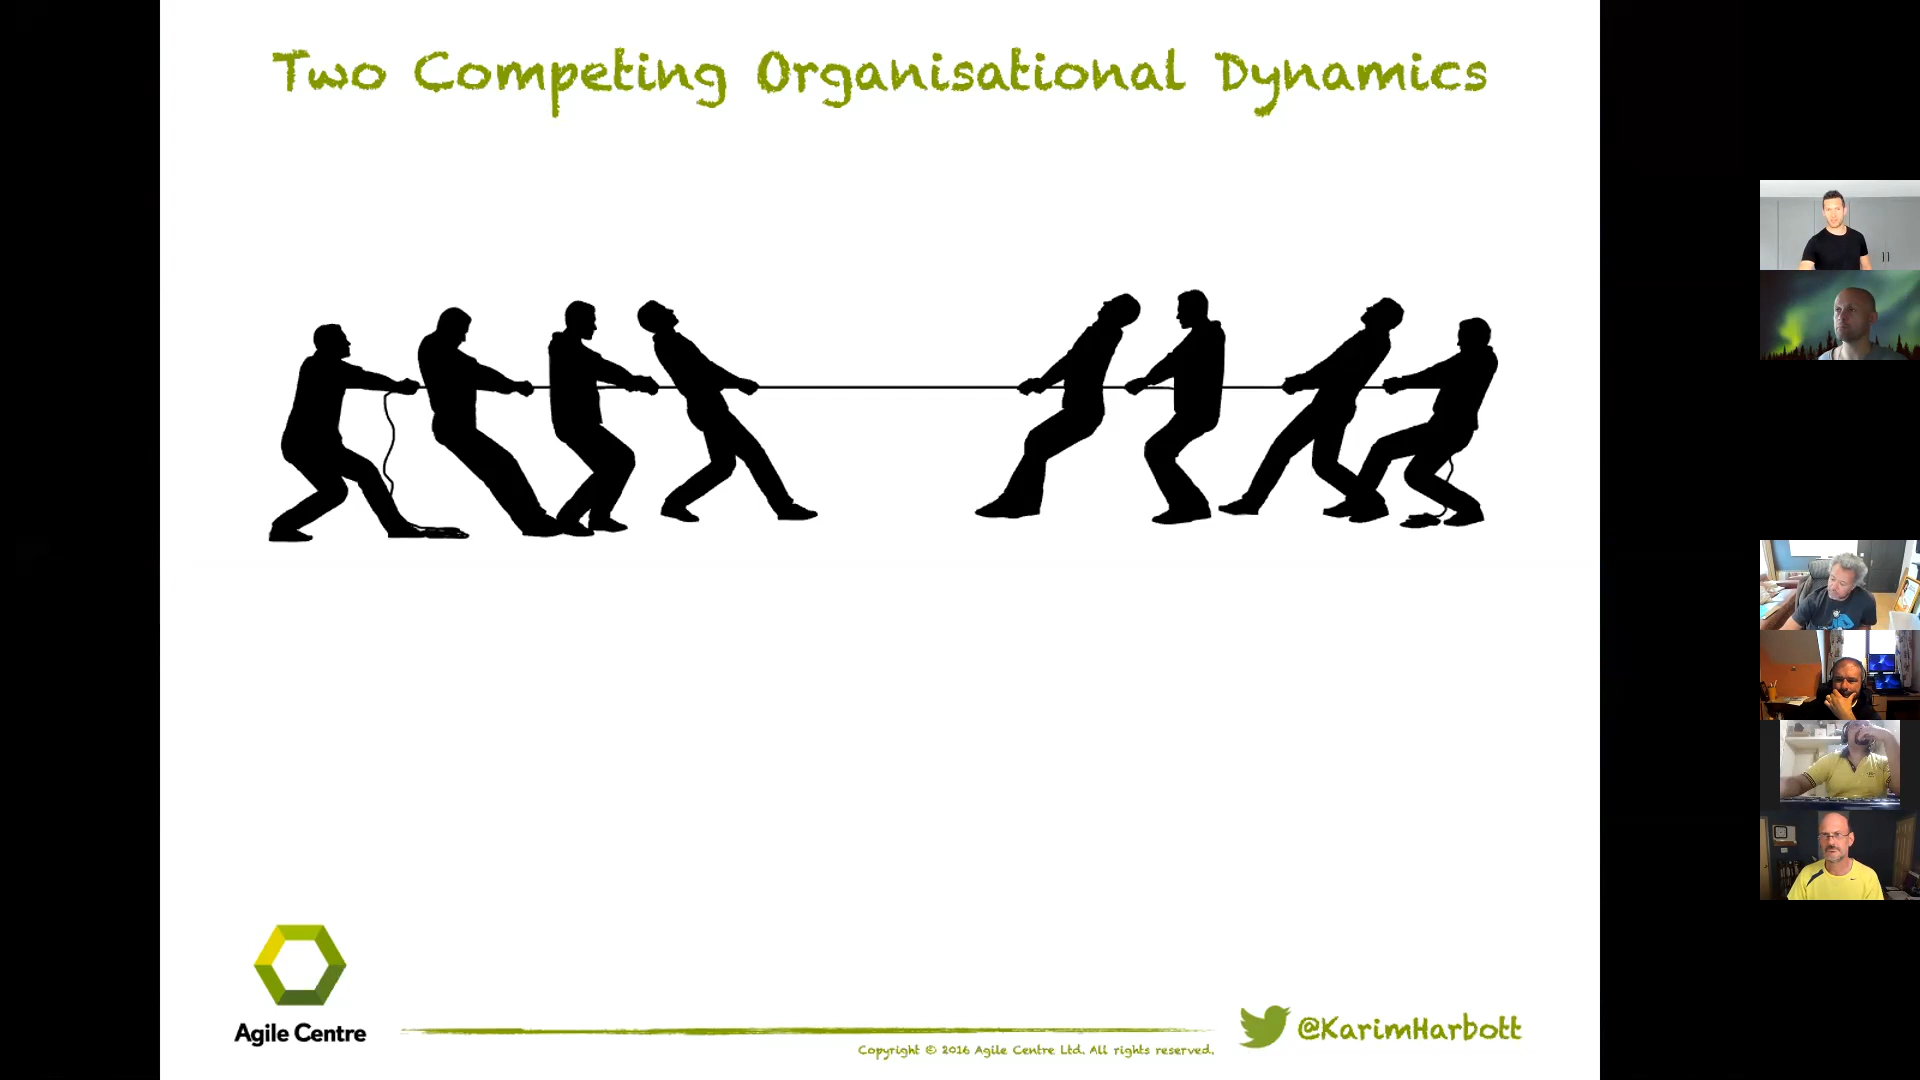 Two Competing Organisational Dynamics
Agile Centre
Copyright © 2016 Agile Centre Ltd. All rights reserved.
@KarimHarbott